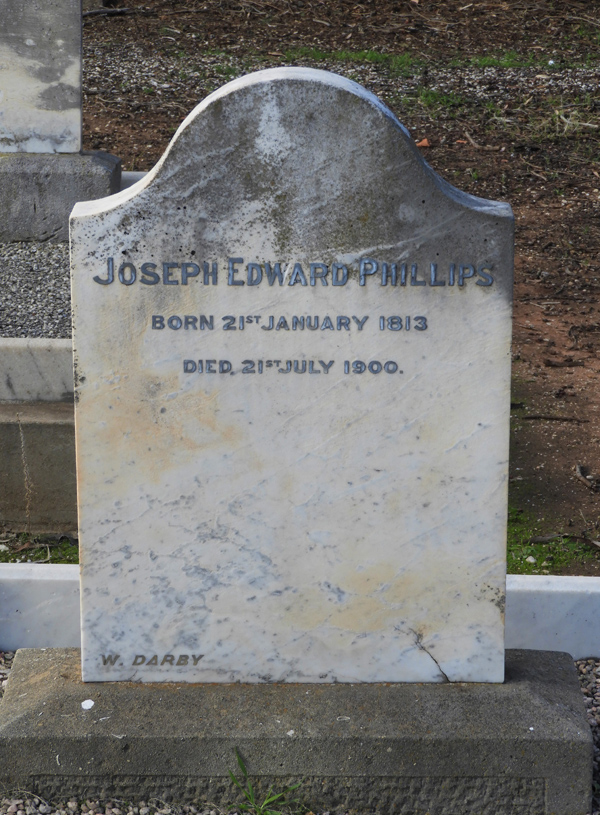 JOSEPH EDWARD PHILLIPS
BORN 21ST JANUARY 1813
DIED, 21ST JULY 1900.
W. DARBY